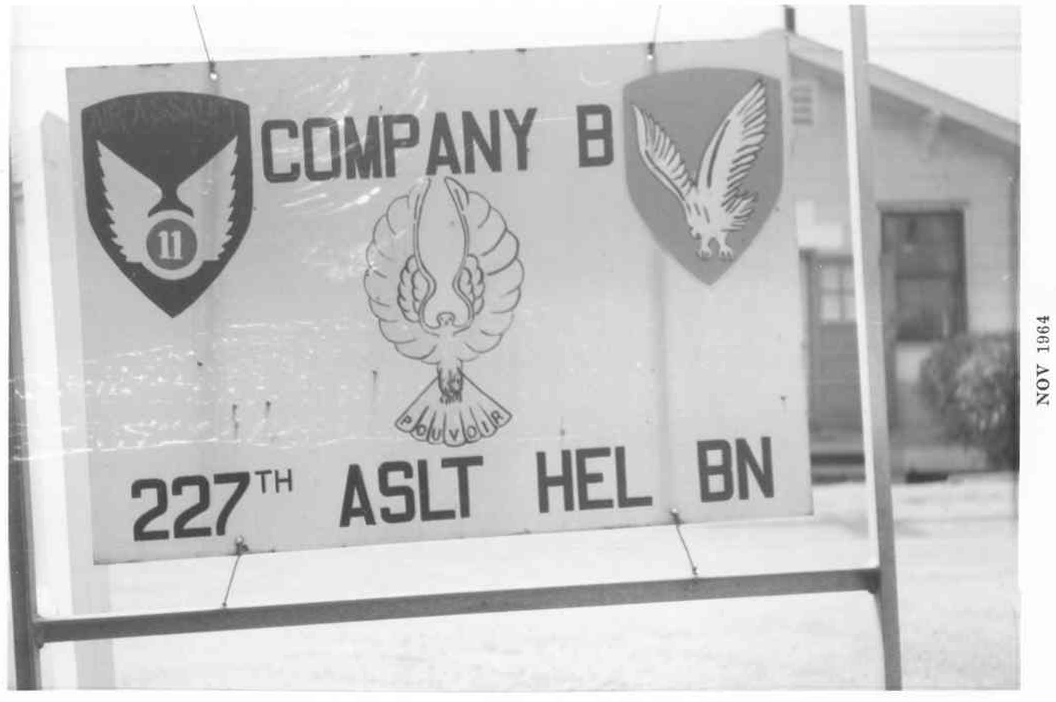 AIR ASSAULT
11
COMPANY B
POUVOIR
227TH ASLT HEL BN
NOV 1964